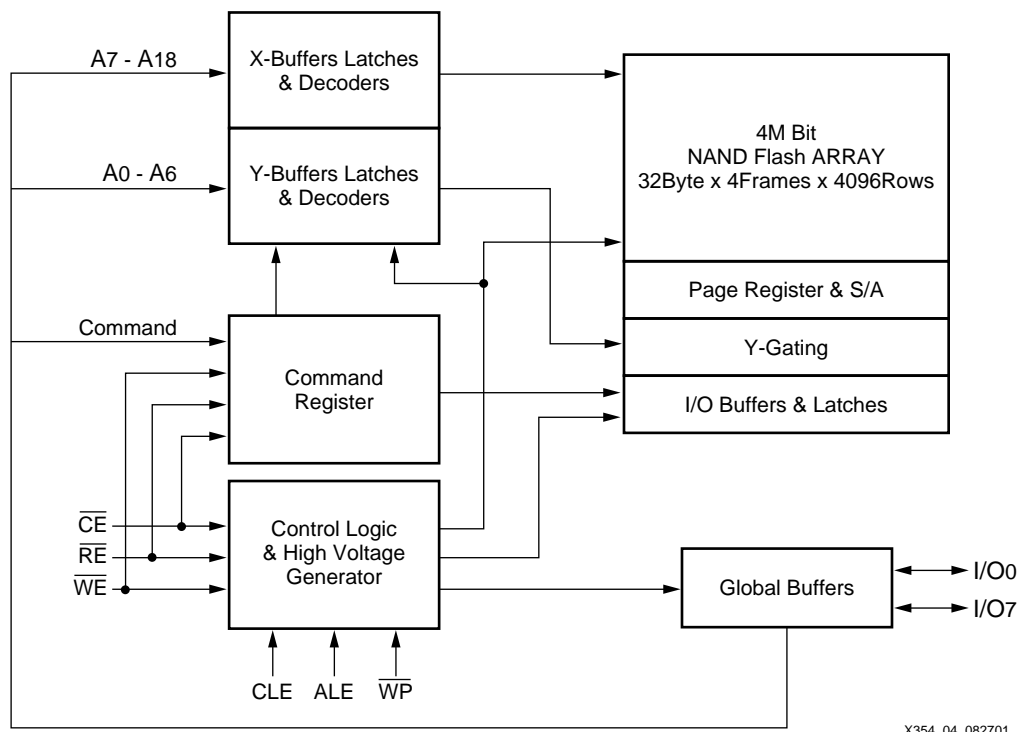 A7 - A18
X-Buffers Latches
& Decoders
4M Bit
NAND Flash ARRAY
32Byte x 4Frames x 4096Rows
A0 - A6
Y-Buffers Latches
& Decoders
Page Register & S/A
Command
Command
Register
Y-Gating
I/O Buffers & Latches
CE
RE
WE
Control Logic
& High Voltage
Generator
Global Buffers
I/O0
I/O7
CLE
ALE
WP
X354_04_082701